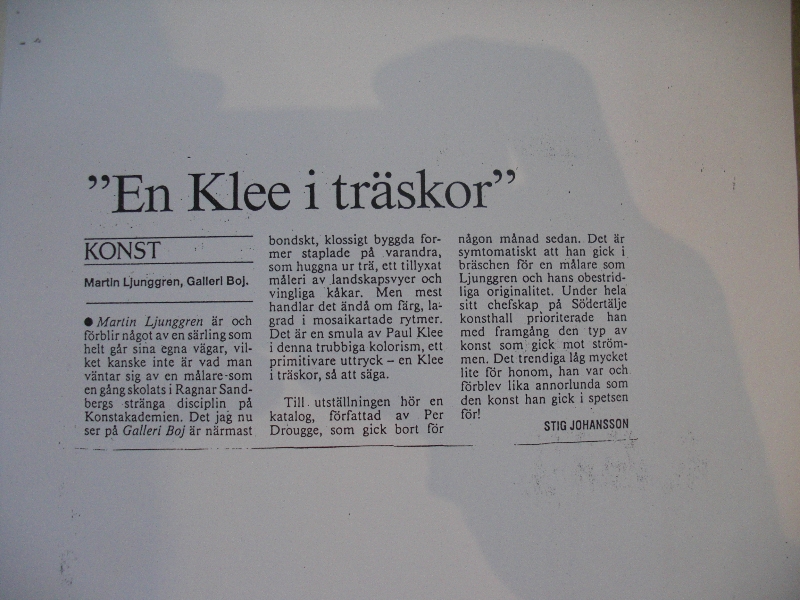 ”En Klee i träskor”
KONST
Martin Ljunggren, Galleri Boj.
● Martin Ljunggren är och
förblir något av en särling som
helt går sina egna vägar, vil-
ket kanske inte är vad man
väntar sig av en målare som
en gång skolats i Ragnar Sand-
bergs stränga disciplin på
Konstakademien. Det jag nu
ser på Galleri Boj är närmast
bondskt, klossigt byggda for-
mer staplade på varandra,
som huggna ur trä, ett tillyxat
måleri av landskapsvyer och
vingliga kåkar. Men mest
handlar det ändå om färg, la-
grad i mosaikartade rytmer.
Det är en smula av Paul Klee
i denna trubbiga kolorism, ett
primitivare uttryck – en Klee
i träskor, så att säga.
Till utställningen hör en
katalog, författad av Per
Drougge, som gick bort för
någon månad sedan. Det är
symtomatiskt att han gick i
bräschen för en målare som
Ljunggren och hans obestrid-
liga originalitet. Under hela
sitt chefskap på Södertälje
konsthall prioriterade han
med framgång den typ av
konst som gick mot ström-
men. Det trendiga låg mycket
lite för honom, han var och
förblev lika annorlunda som
den konst han gick i spetsen
för!
STIG JOHANSSON